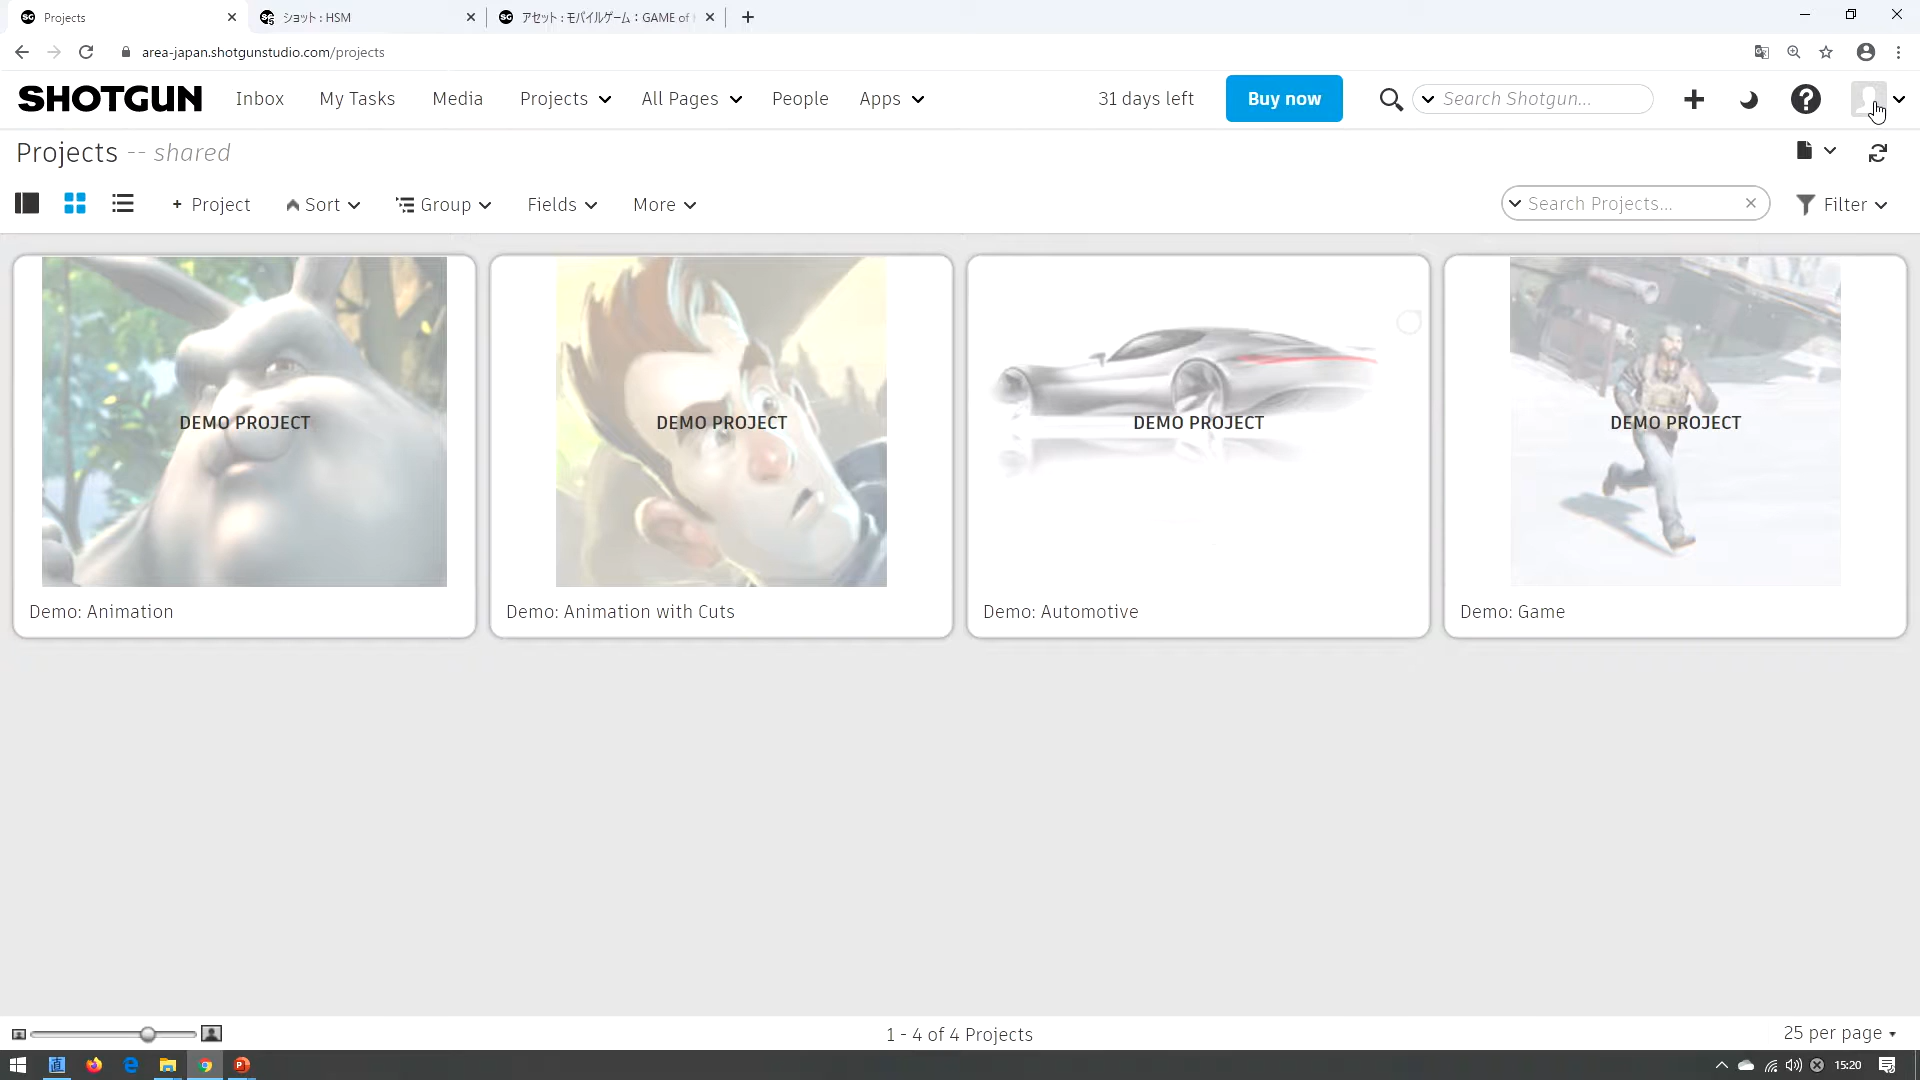 Projects
ショット : HSM
アセット : モバイルゲーム：GAME of
area-japan.shotgunstudio.com/projects
SHOTGUN Inbox My Tasks Media Projects All Pages People Apps 31 days left Buy now Search Shotgun...
Projects -- shared
+ Project Sort Group Fields More Search Projects... Filter
DEMO PROJECT
Demo: Animation
DEMO PROJECT
Demo: Animation with Cuts
DEMO PROJECT
Demo: Automotive
DEMO PROJECT
Demo: Game
1 - 4 of 4 Projects
25 per page
15:20